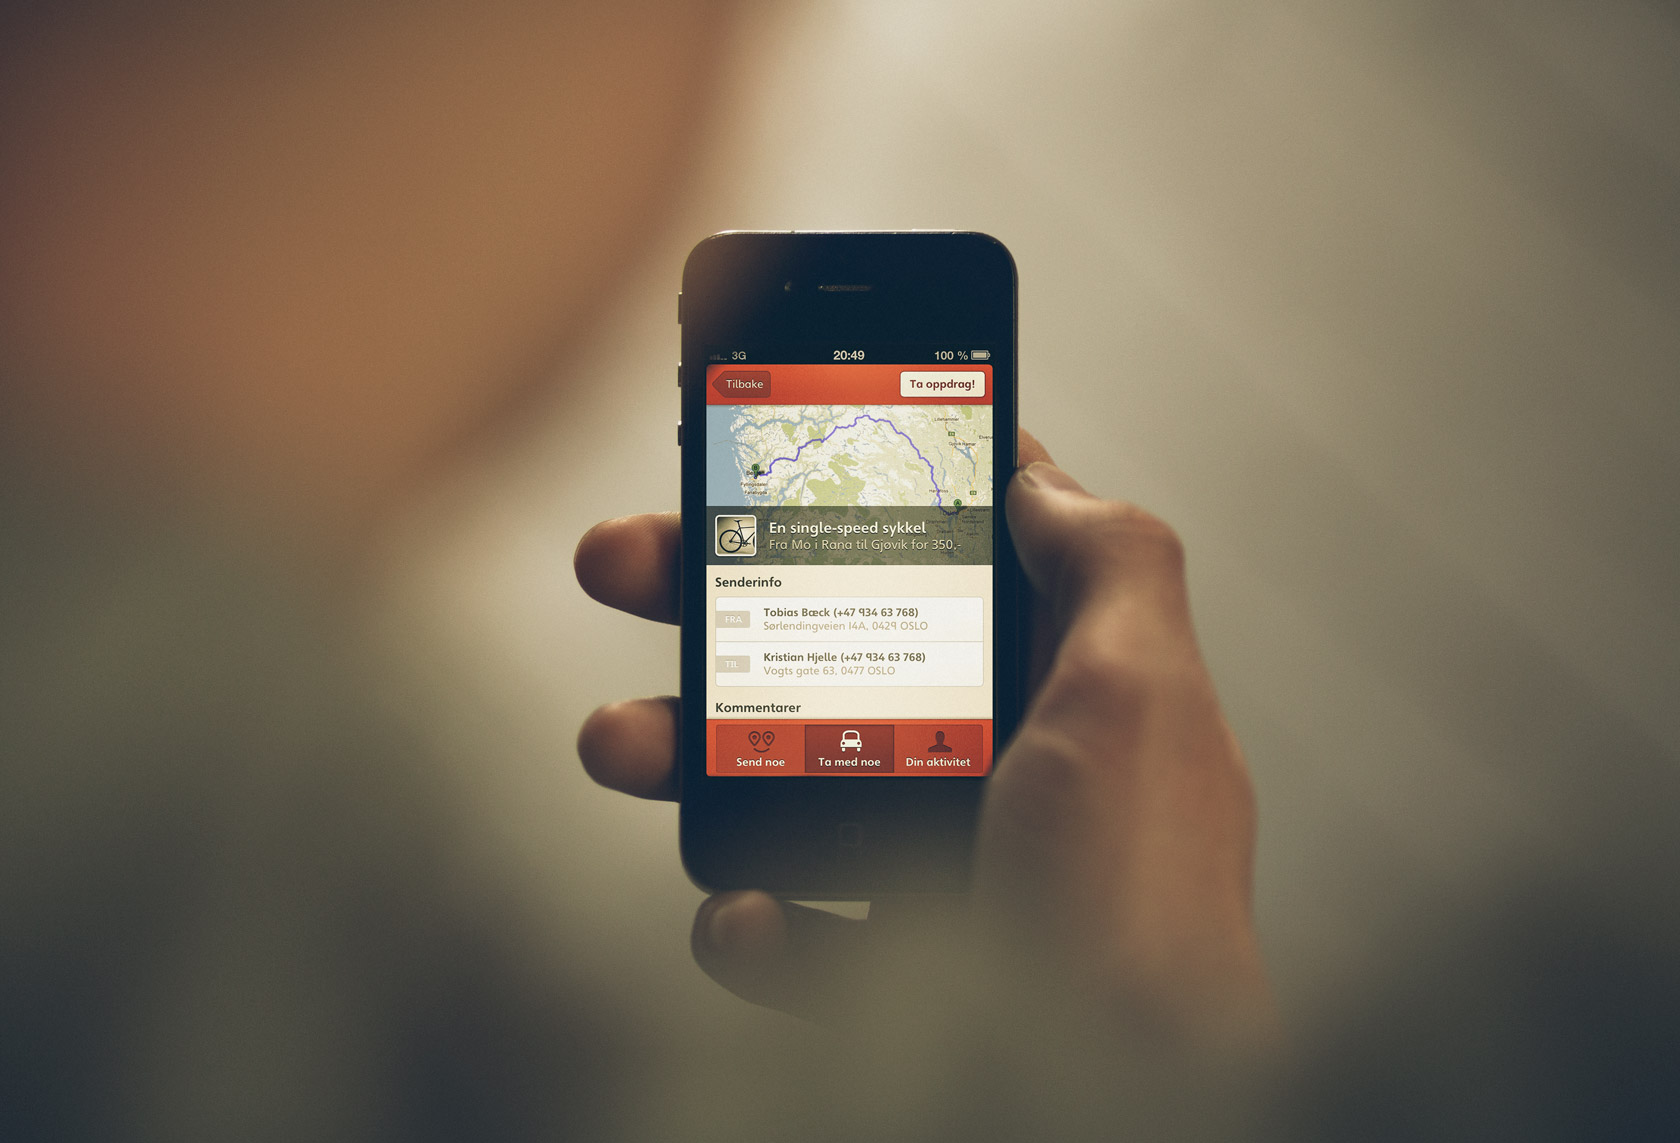 3G 20:49 100 %
Tilbake Ta oppdrag!
En single-speed sykkel
Fra Mo i Rana til Gjøvik for 350,-
Senderinfo
FRA Tobias Bæck (+47 934 63 768)
Sørlendingveien 14A, 0429 OSLO
TIL Kristian Hjelle (+47 934 63 768)
Vogts gate 63, 0477 OSLO
Kommentarer
Send noe Ta med noe Din aktivitet